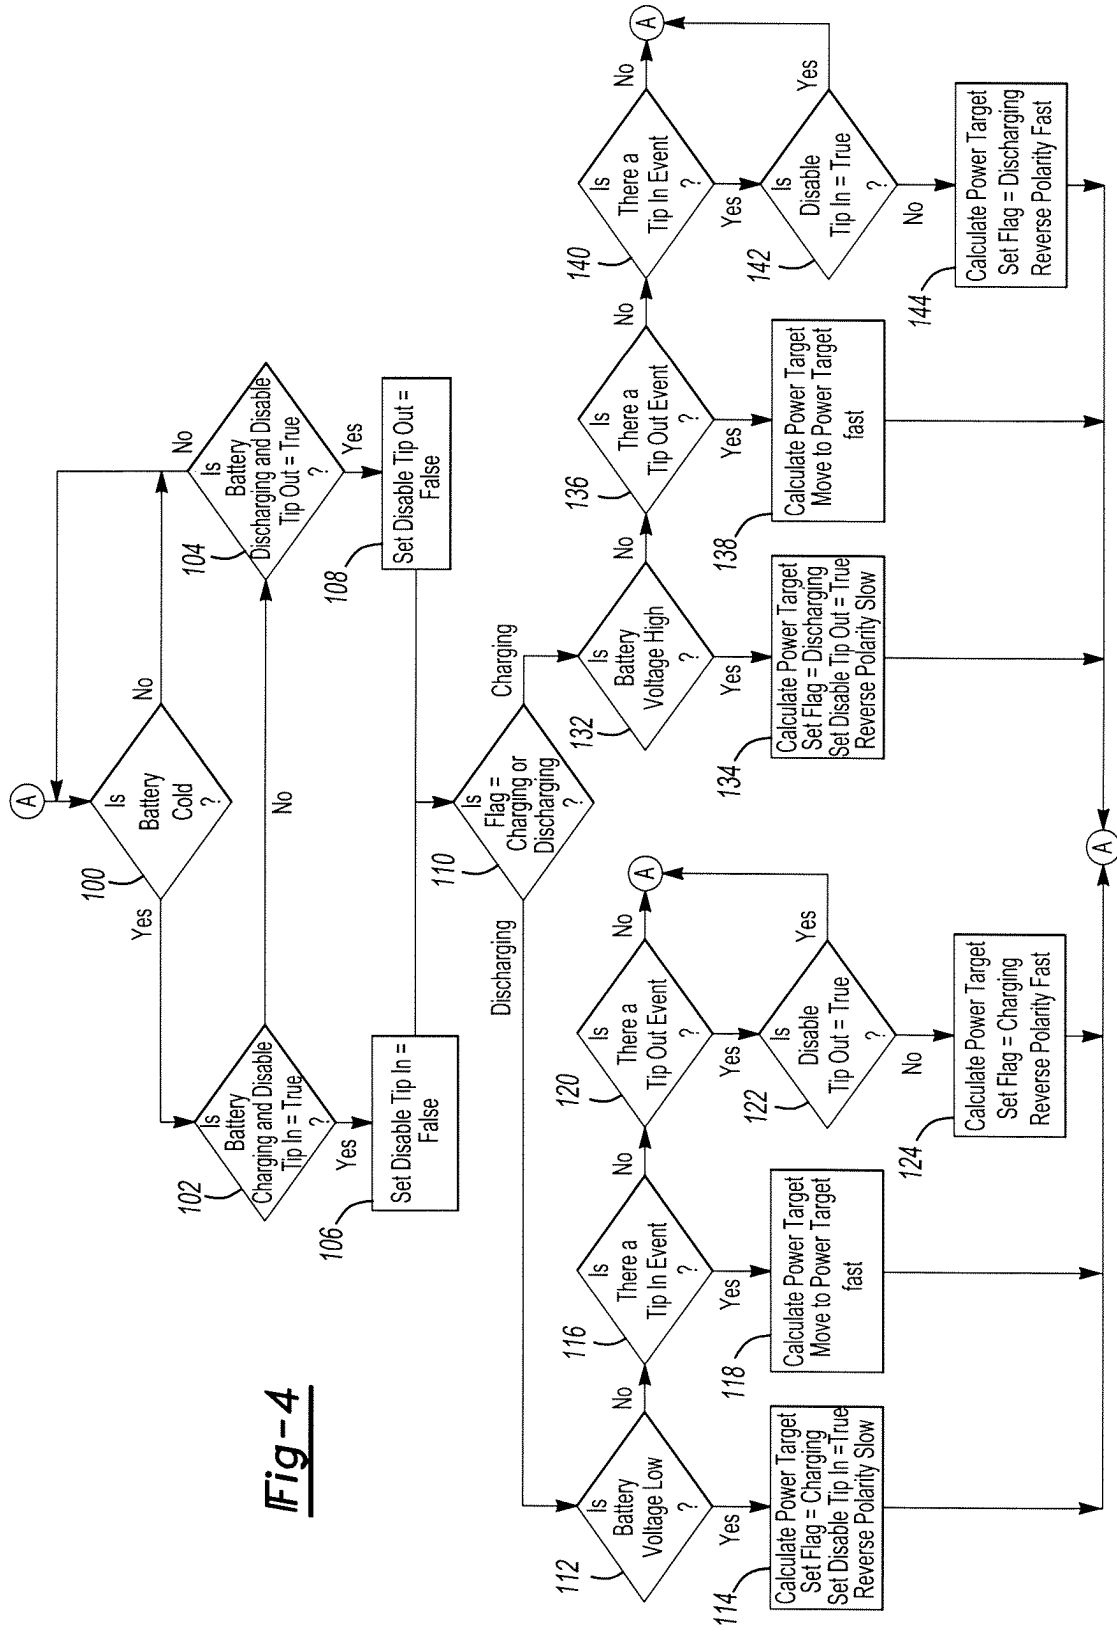 A
Is
Battery
Cold
?
100
Yes
No
Is
Battery
Charging and Disable
Tip In = True
?
102
No
Yes
Is
Battery
Discharging and Disable
Tip Out = True
?
104
No
Yes
Set Disable Tip In =
False
106
Set Disable Tip Out =
False
108
Is
Flag =
Charging or
Discharging
?
110
Discharging
Charging
Is
Battery
Voltage Low
?
112
No
Yes
Calculate Power Target
Set Flag = Charging
Set Disable Tip In =True
Reverse Polarity Slow
114
Is
There a
Tip In Event
?
116
No
Yes
Calculate Power Target
Move to Power Target
fast
118
Is
There a
Tip Out Event
?
120
No
A
Yes
Is
Disable
Tip Out = True
?
122
Yes
No
Calculate Power Target
Set Flag = Charging
Reverse Polarity Fast
124
Is
Battery
Voltage High
?
132
No
Yes
Calculate Power Target
Set Flag = Discharging
Set Disable Tip Out = True
Reverse Polarity Slow
134
Is
There a
Tip Out Event
?
136
No
Yes
Calculate Power Target
Move to Power Target
fast
138
Is
There a
Tip In Event
?
140
No
A
Yes
Is
Disable
Tip In = True
?
142
Yes
No
Calculate Power Target
Set Flag = Discharging
Reverse Polarity Fast
144
A
Fig-4